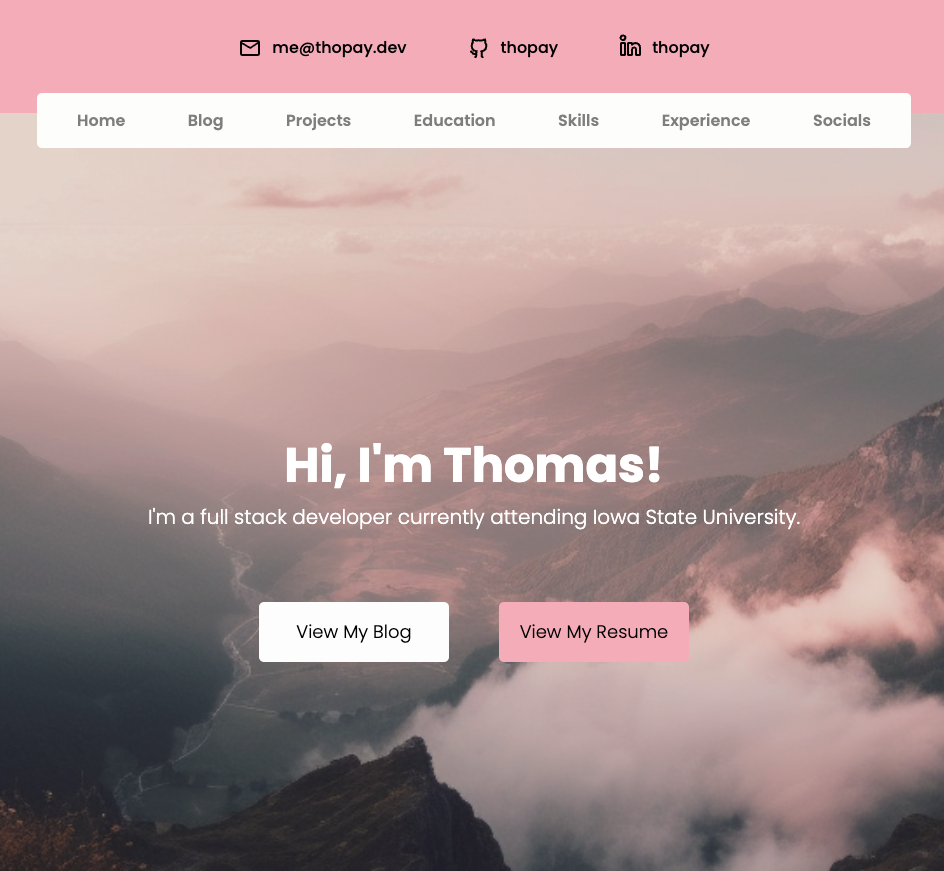 me@thopay.dev thopay thopay
Home Blog Projects Education Skills Experience Socials
Hi, I'm Thomas!
I'm a full stack developer currently attending Iowa State University.
View My Blog View My Resume